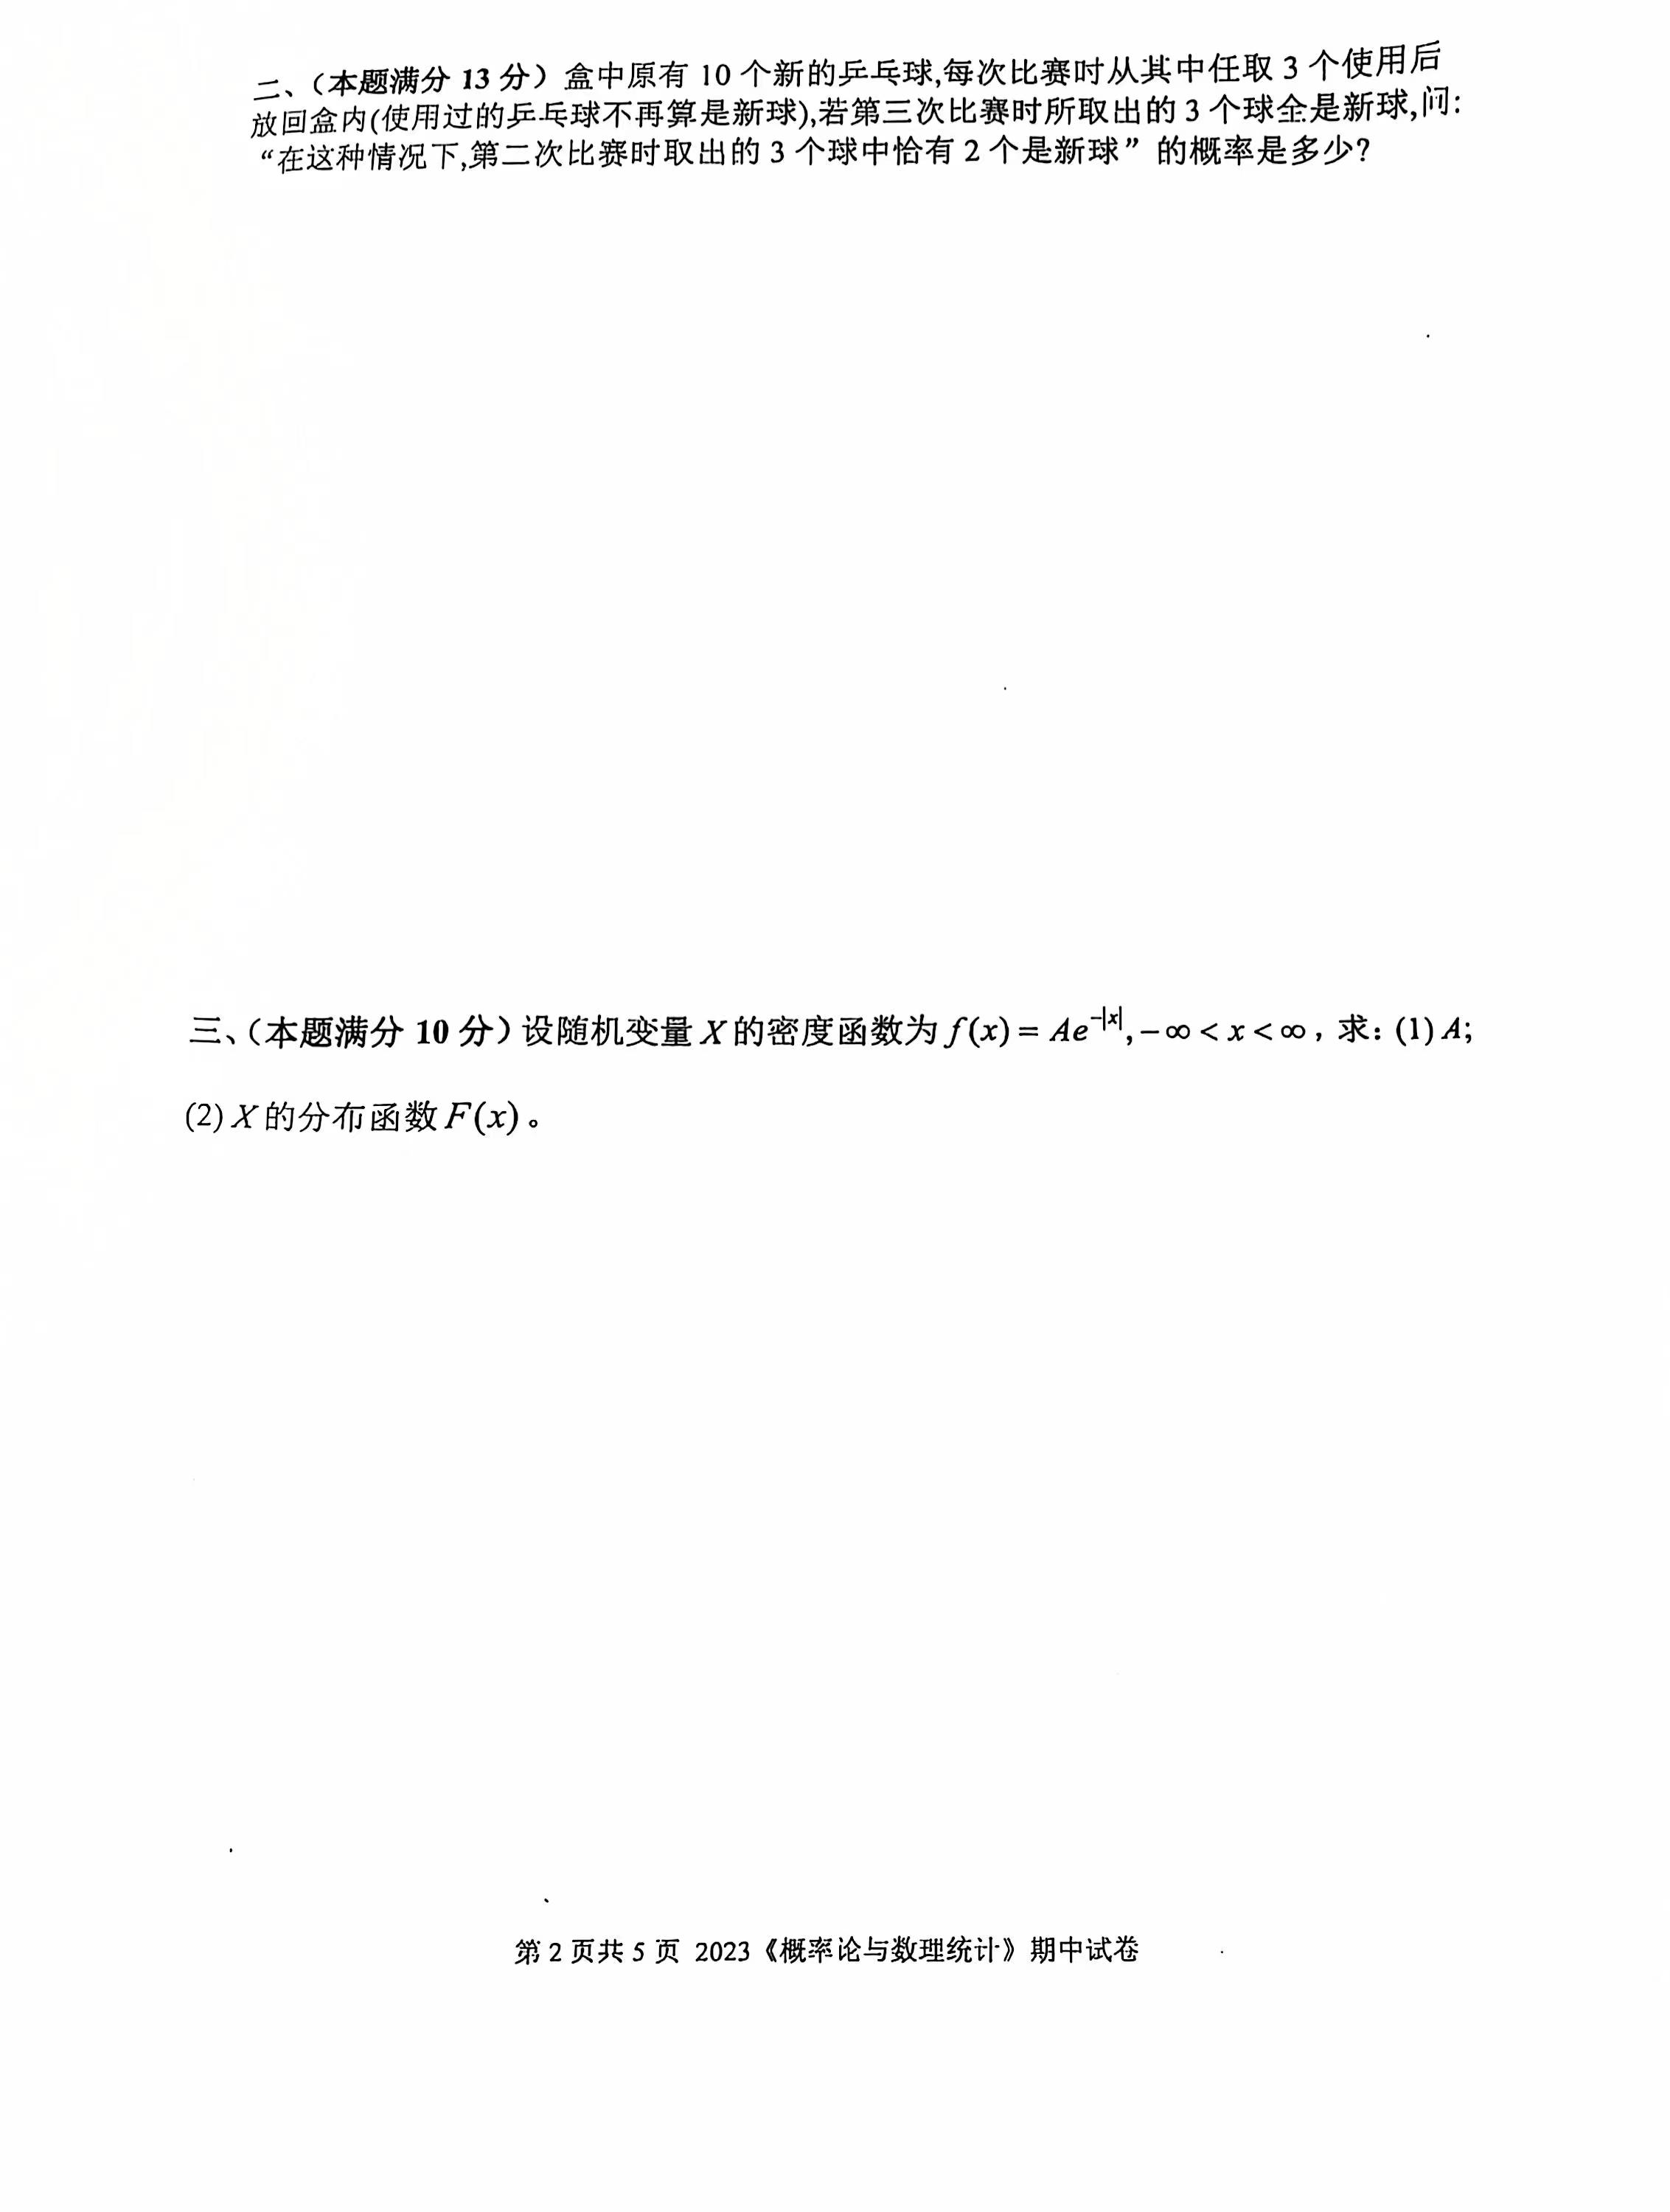 二、（本题满分 13 分）盒中原有 10 个新的乒乓球,每次比赛时从其中任取 3 个使用后
放回盒内(使用过的乒乓球不再算是新球),若第三次比赛时所取出的 3 个球全是新球,问:
“在这种情况下,第二次比赛时取出的 3 个球中恰有 2 个是新球”的概率是多少?
三、（本题满分 10 分）设随机变量 X 的密度函数为 f(x) = Ae^{-|x|}, -∞ < x < ∞，求：(1) A;
(2) X 的分布函数 F(x)。
第 2 页共 5 页 2023《概率论与数理统计》期中试卷